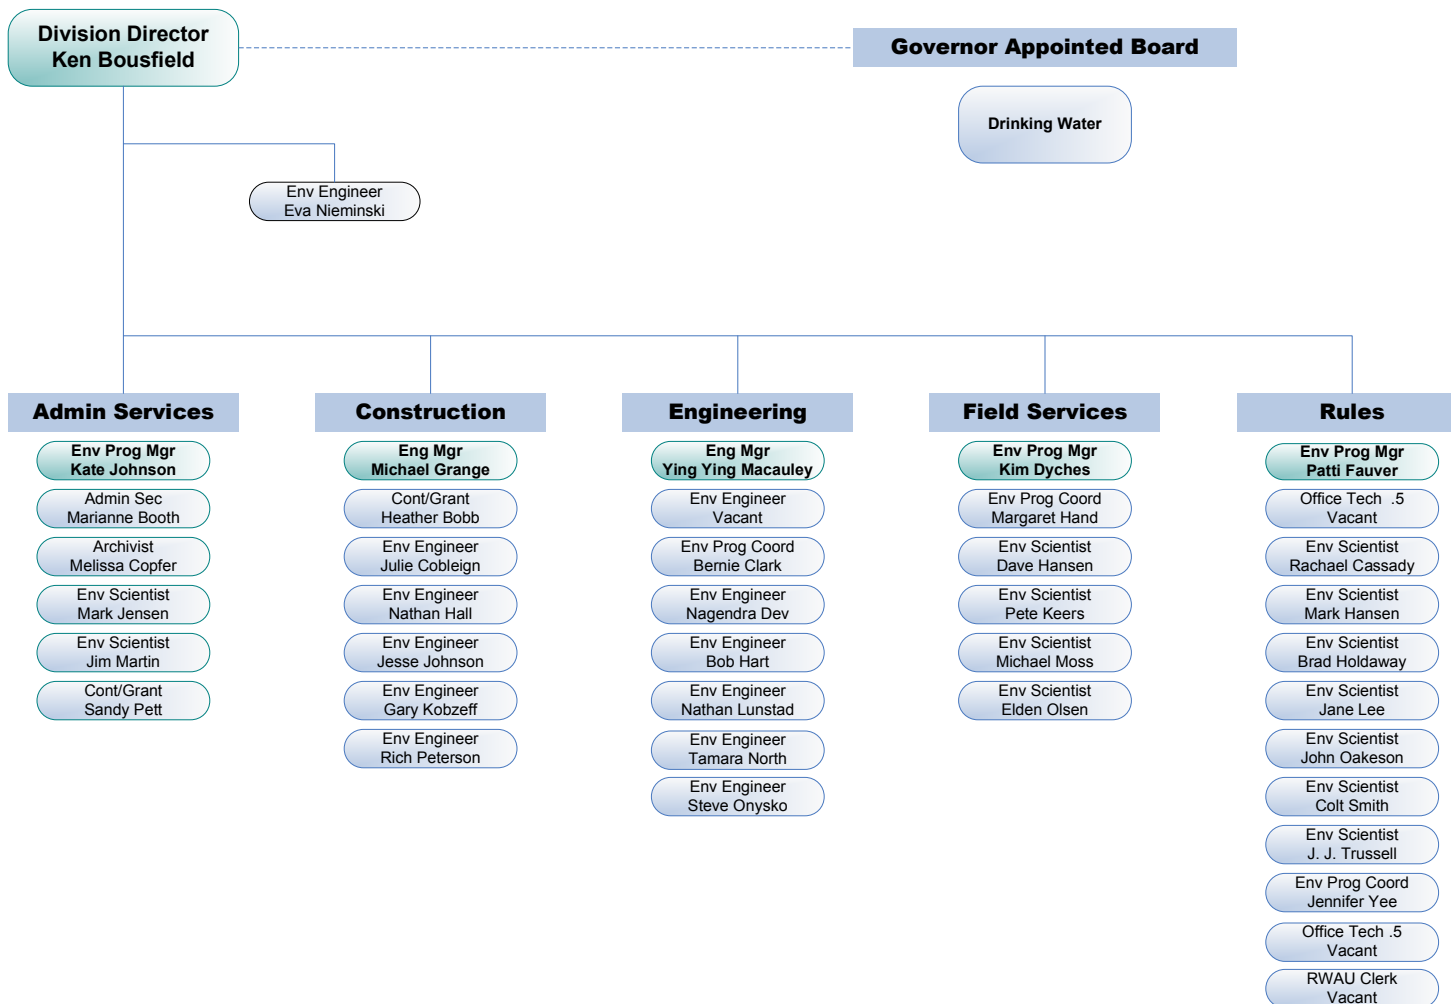 Division Director
Ken Bousfield
Governor Appointed Board
Drinking Water
Env Engineer
Eva Nieminski
Admin Services
Env Prog Mgr
Kate Johnson
Admin Sec
Marianne Booth
Archivist
Melissa Copfer
Env Scientist
Mark Jensen
Env Scientist
Jim Martin
Cont/Grant
Sandy Pett
Construction
Eng Mgr
Michael Grange
Cont/Grant
Heather Bobb
Env Engineer
Julie Cobleign
Env Engineer
Nathan Hall
Env Engineer
Jesse Johnson
Env Engineer
Gary Kobzeff
Env Engineer
Rich Peterson
Engineering
Eng Mgr
Ying Ying Macauley
Env Engineer
Vacant
Env Prog Coord
Bernie Clark
Env Engineer
Nagendra Dev
Env Engineer
Bob Hart
Env Engineer
Nathan Lunstad
Env Engineer
Tamara North
Env Engineer
Steve Onysko
Field Services
Env Prog Mgr
Kim Dyches
Env Prog Coord
Margaret Hand
Env Scientist
Dave Hansen
Env Scientist
Pete Keers
Env Scientist
Michael Moss
Env Scientist
Elden Olsen
Rules
Env Prog Mgr
Patti Fauver
Office Tech .5
Vacant
Env Scientist
Rachael Cassady
Env Scientist
Mark Hansen
Env Scientist
Brad Holdaway
Env Scientist
Jane Lee
Env Scientist
John Oakeson
Env Scientist
Colt Smith
Env Scientist
J. J. Trussell
Env Prog Coord
Jennifer Yee
Office Tech .5
Vacant
RWAU Clerk
Vacant